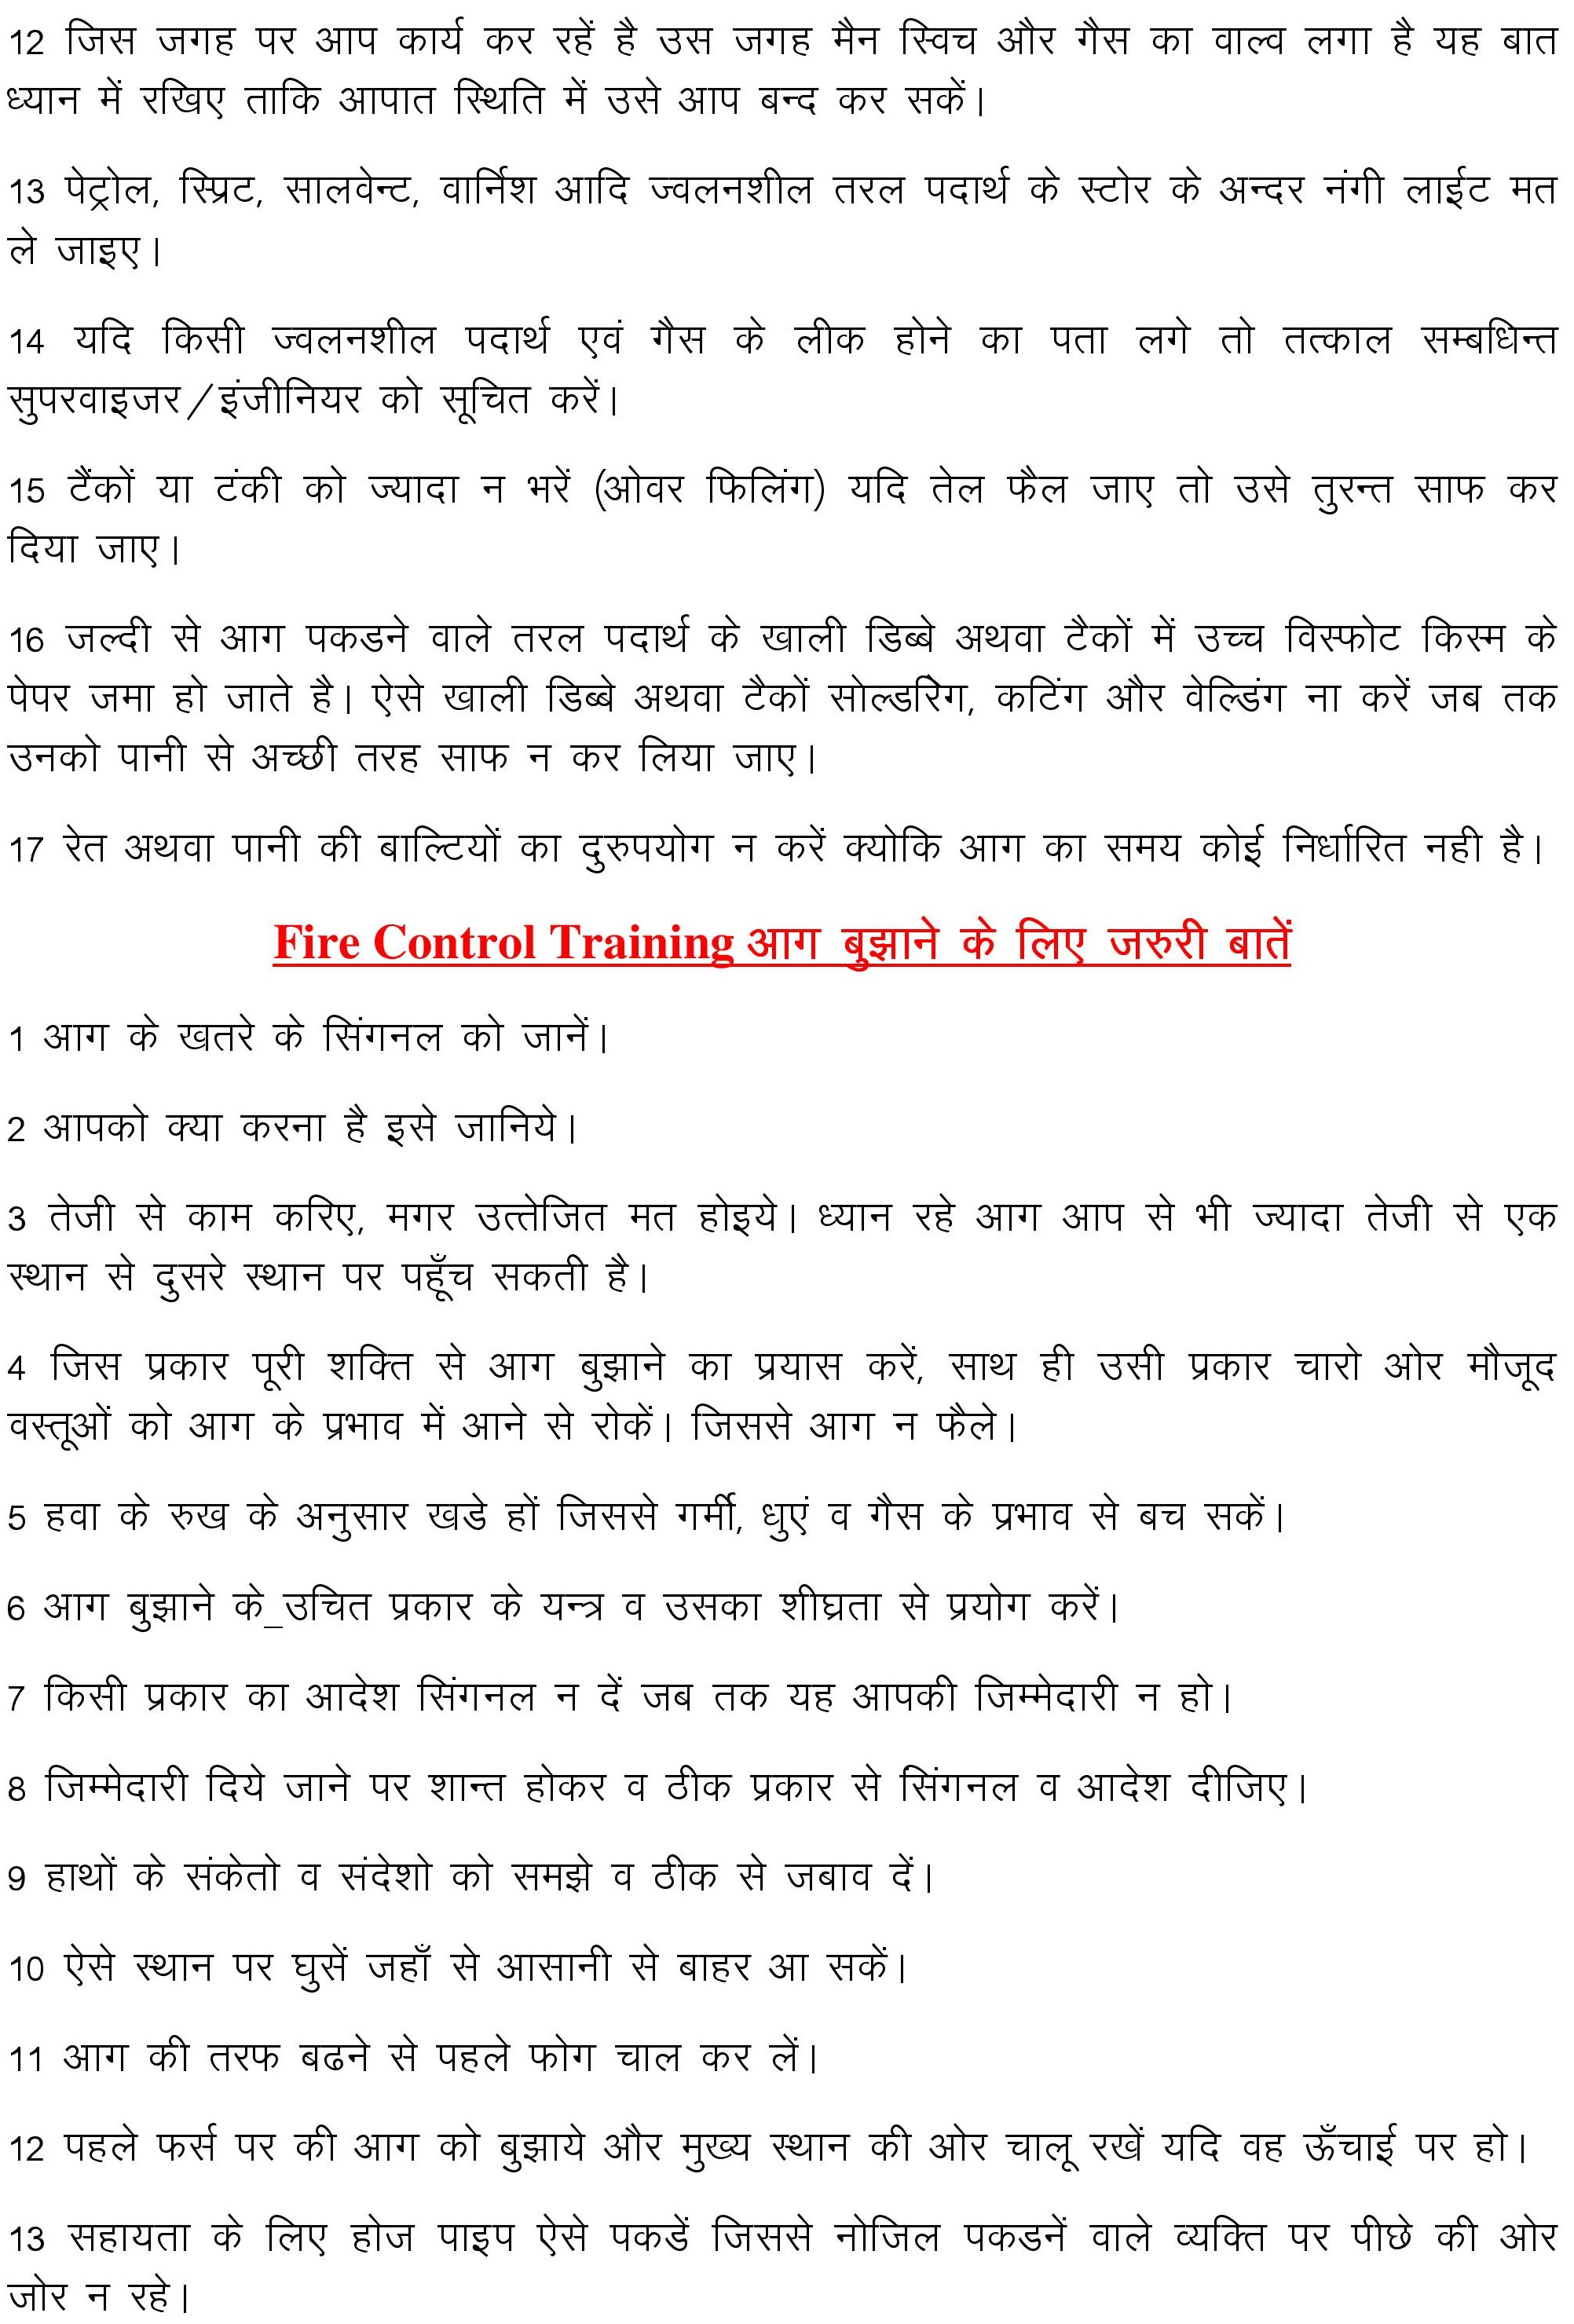 12 जिस जगह पर आप कार्य कर रहें है उस जगह मैन स्विच और गैस का वाल्व लगा है यह बात
ध्यान में रखिए ताकि आपात स्थिति में उसे आप बन्द कर सकें।
13 पेट्रोल, स्प्रिट, सालवेन्ट, वार्निश आदि ज्वलनशील तरल पदार्थ के स्टोर के अन्दर नंगी लाईट मत
ले जाइए।
14 यदि किसी ज्वलनशील पदार्थ एवं गैस के लीक होने का पता लगे तो तत्काल सम्बधिन्त
सुपरवाइजर/इंजीनियर को सूचित करें।
15 टैंकों या टंकी को ज्यादा न भरें (ओवर फिलिंग) यदि तेल फैल जाए तो उसे तुरन्त साफ कर
दिया जाए।
16 जल्दी से आग पकडने वाले तरल पदार्थ के खाली डिब्बे अथवा टैकों में उच्च विस्फोट किस्म के
पेपर जमा हो जाते है। ऐसे खाली डिब्बे अथवा टैकों सोल्डरिेग, कटिंग और वेल्डिंग ना करें जब तक
उनको पानी से अच्छी तरह साफ न कर लिया जाए।
17 रेत अथवा पानी की बाल्टियों का दुरुपयोग न करें क्योकि आग का समय कोई निर्धारित नही है।
Fire Control Training आग बुझाने के लिए जरुरी बातें
1 आग के खतरे के सिंगनल को जानें।
2 आपको क्या करना है इसे जानिये।
3 तेजी से काम करिए, मगर उत्तेजित मत होइये। ध्यान रहे आग आप से भी ज्यादा तेजी से एक
स्थान से दुसरे स्थान पर पहूँच सकती है।
4 जिस प्रकार पूरी शक्ति से आग बुझाने का प्रयास करें, साथ ही उसी प्रकार चारो ओर मौजूद
वस्तूओं को आग के प्रभाव में आने से रोकें। जिससे आग न फैले।
5 हवा के रुख के अनुसार खडे हों जिससे गर्मी, धुएं व गैस के प्रभाव से बच सकें।
6 आग बुझाने के_उचित प्रकार के यन्त्र व उसका शीघ्रता से प्रयोग करें।
7 किसी प्रकार का आदेश सिंगनल न दें जब तक यह आपकी जिम्मेदारी न हो।
8 जिम्मेदारी दिये जाने पर शान्त होकर व ठीक प्रकार से सिंगनल व आदेश दीजिए।
9 हाथों के संकेतो व संदेशो को समझे व ठीक से जबाव दें।
10 ऐसे स्थान पर घुसें जहाँ से आसानी से बाहर आ सकें।
11 आग की तरफ बढने से पहले फोग चाल कर लें।
12 पहले फर्स पर की आग को बुझाये और मुख्य स्थान की ओर चालू रखें यदि वह ऊँचाई पर हो।
13 सहायता के लिए होज पाइप ऐसे पकडें जिससे नोजिल पकडनें वाले व्यक्ति पर पीछे की ओर
जोर न रहे।